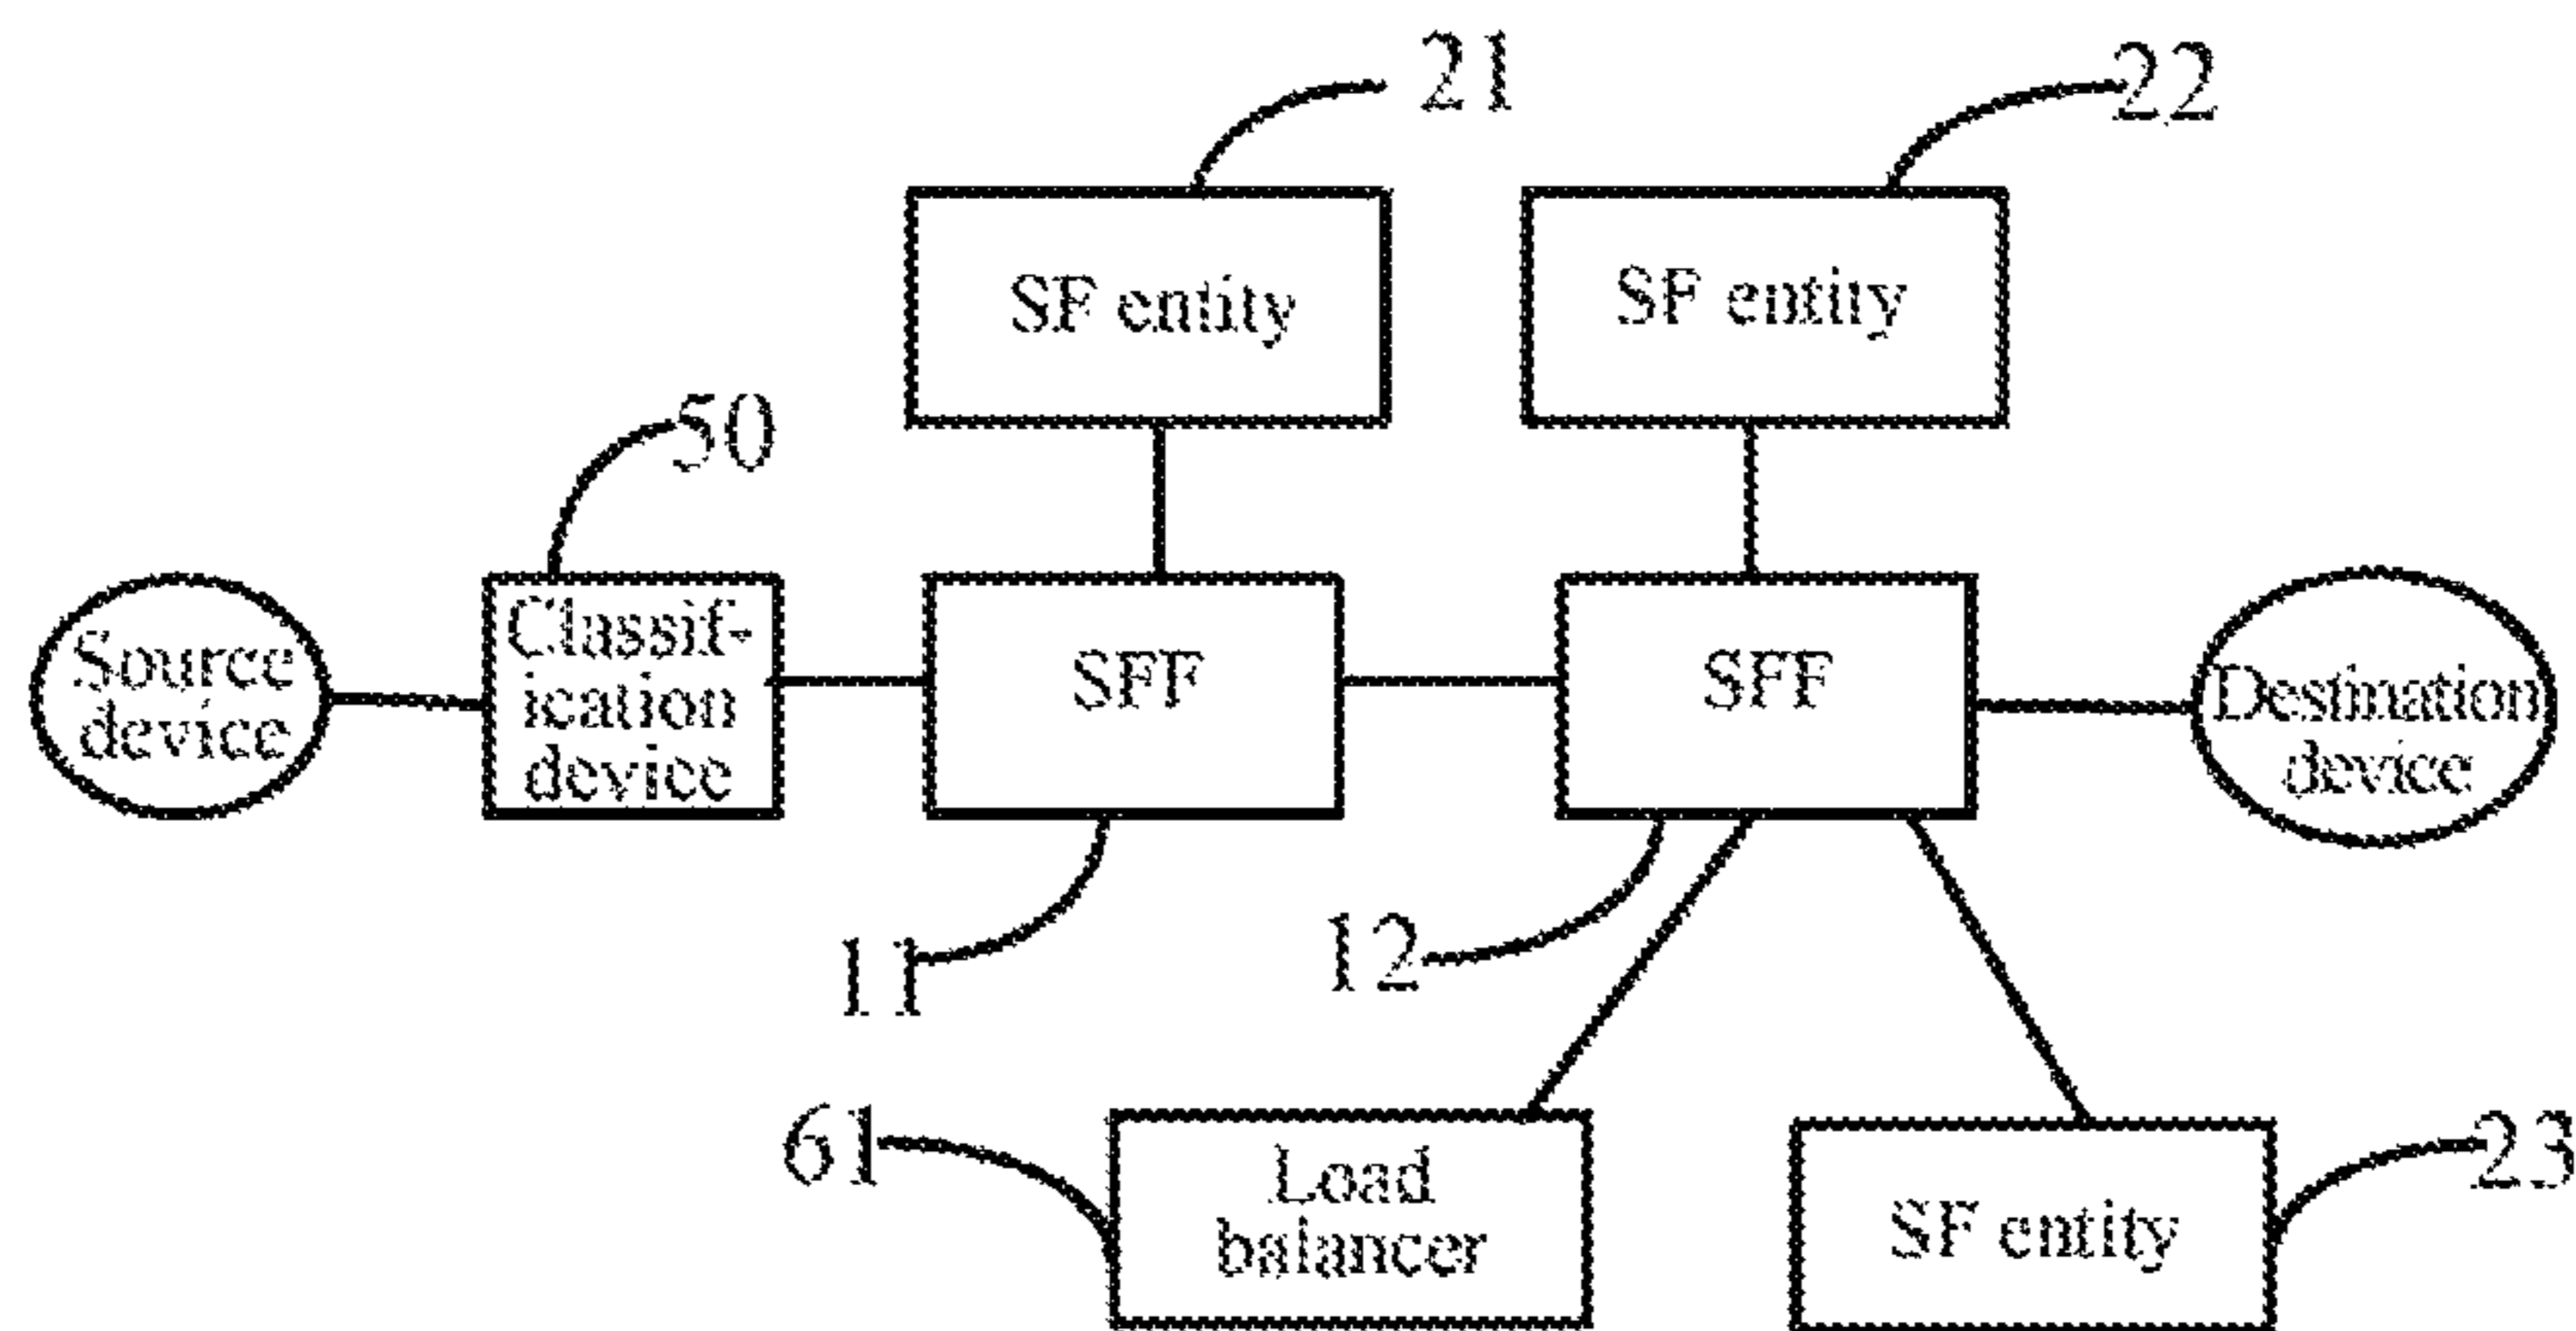 21
22
SF entity
SF entity
50
Source
device
Classif-
ication
device
SFF
SFF
Destination
device
11
12
61
Load
balancer
SF entity
23